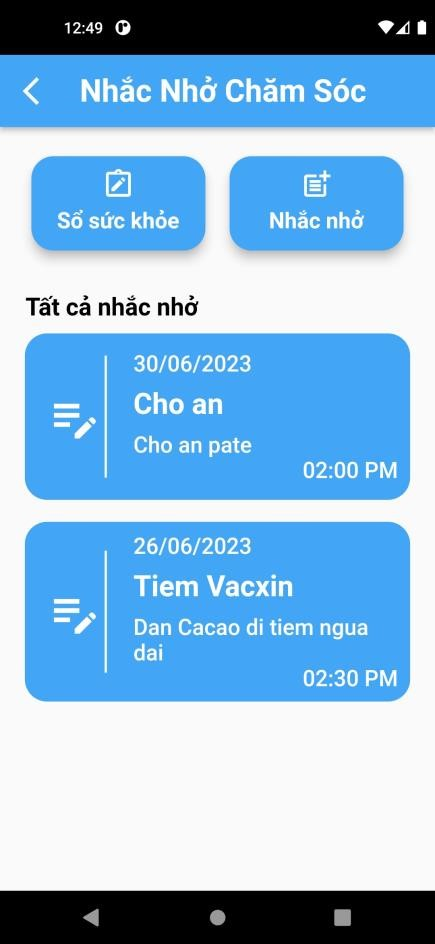 12:49
Nhắc Nhở Chăm Sóc
Sổ sức khỏe
Nhắc nhở
Tất cả nhắc nhở
30/06/2023
Cho an
Cho an pate
02:00 PM
26/06/2023
Tiem Vacxin
Dan Cacao di tiem ngua
dai
02:30 PM